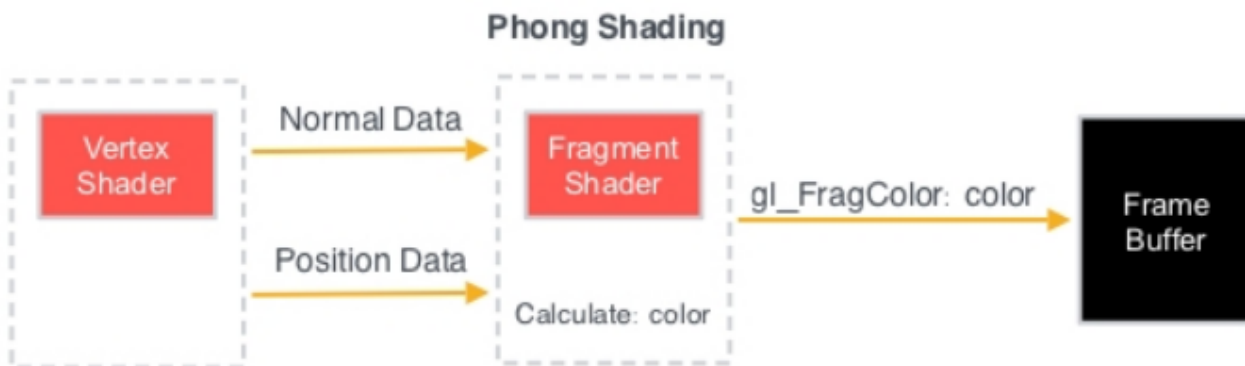 Phong Shading
Vertex
Shader
Normal Data
Position Data
Fragment
Shader
Calculate: color
gl_FragColor: color
Frame
Buffer